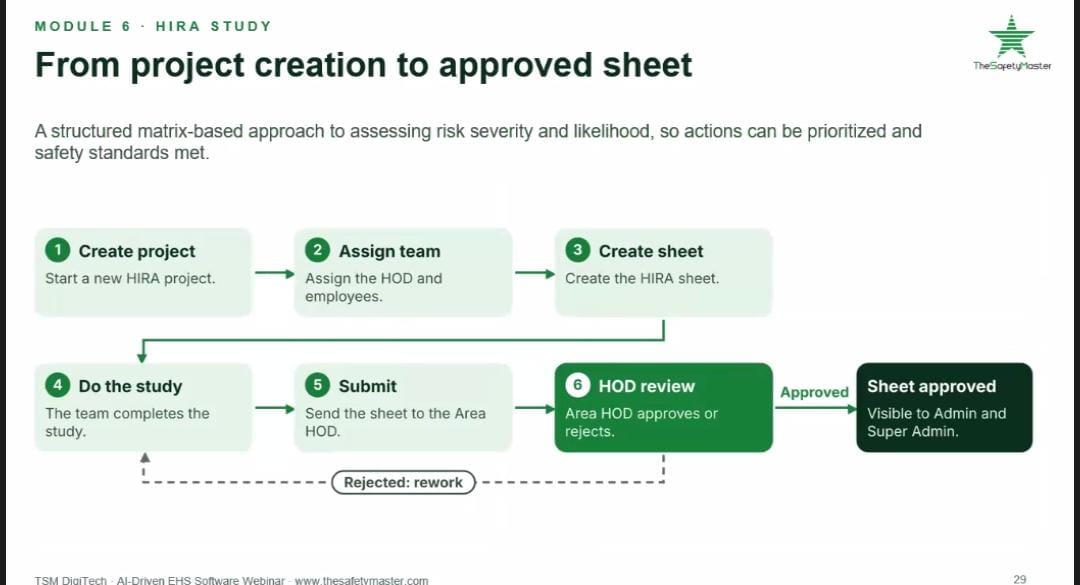 MODULE 6 · HIRA STUDY
From project creation to approved sheet
TheSafetyMaster
A structured matrix-based approach to assessing risk severity and likelihood, so actions can be prioritized and
safety standards met.
1 Create project
Start a new HIRA project.
2 Assign team
Assign the HOD and
employees.
3 Create sheet
Create the HIRA sheet.
4 Do the study
The team completes the
study.
5 Submit
Send the sheet to the Area
HOD.
6 HOD review
Area HOD approves or
rejects.
Approved
Sheet approved
Visible to Admin and
Super Admin.
Rejected: rework
TSM DigiTech · AI-Driven EHS Software Webinar · www.thesafetymaster.com
29